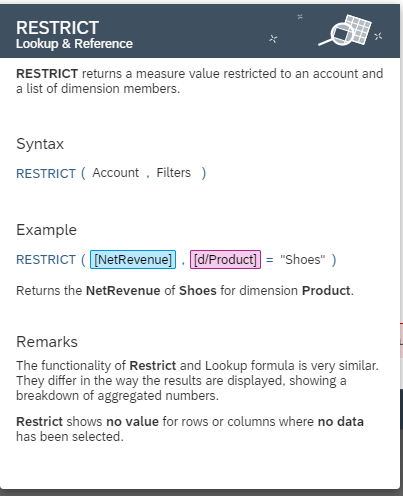 RESTRICT
Lookup & Reference
RESTRICT returns a measure value restricted to an account and
a list of dimension members.
Syntax
RESTRICT ( Account , Filters )
Example
RESTRICT ( [NetRevenue] , [d/Product] = "Shoes" )
Returns the NetRevenue of Shoes for dimension Product.
Remarks
The functionality of Restrict and Lookup formula is very similar.
They differ in the way the results are displayed, showing a
breakdown of aggregated numbers.
Restrict shows no value for rows or columns where no data
has been selected.